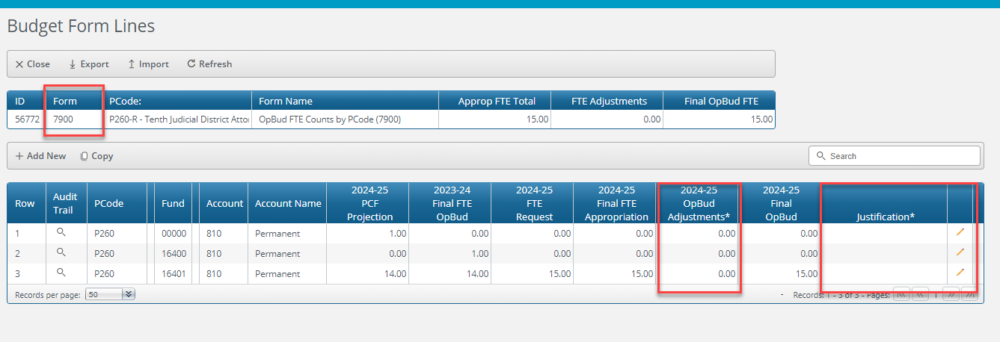 Budget Form Lines
Close Export Import Refresh
ID Form PCode: Form Name Approp FTE Total FTE Adjustments Final OpBud FTE
56772 7900 P260-R - Tenth Judicial District Attor OpBud FTE Counts by PCode (7900) 15.00 0.00 15.00
Add New Copy Search
Row Audit Trail PCode Fund Account Account Name 2024-25 PCF Projection 2023-24 Final FTE OpBud 2024-25 FTE Request 2024-25 Final FTE Appropriation 2024-25 OpBud Adjustments* 2024-25 Final OpBud Justification*
1 P260 00000 810 Permanent 1.00 0.00 0.00 0.00 0.00 0.00
2 P260 16400 810 Permanent 0.00 1.00 0.00 0.00 0.00 0.00
3 P260 16401 810 Permanent 14.00 14.00 15.00 15.00 0.00 15.00
Records per page: 50 - Records: 1 - 3 of 3 - Pages: 1